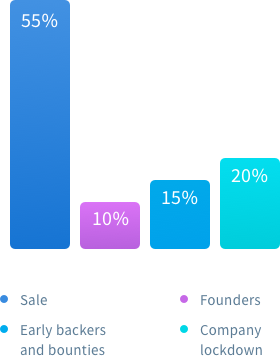 55%
10%
15%
20%
Sale
Founders
Early backers
and bounties
Company
lockdown